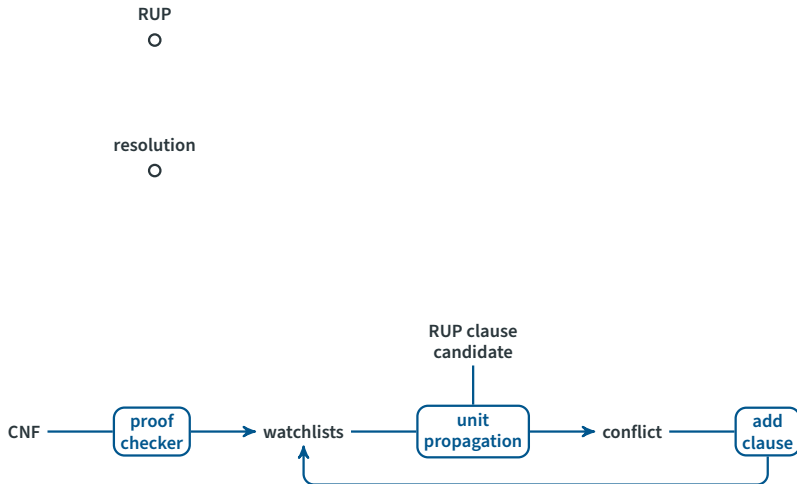 RUP
resolution
RUP clause
candidate
CNF
proof
checker
watchlists
unit
propagation
conflict
add
clause